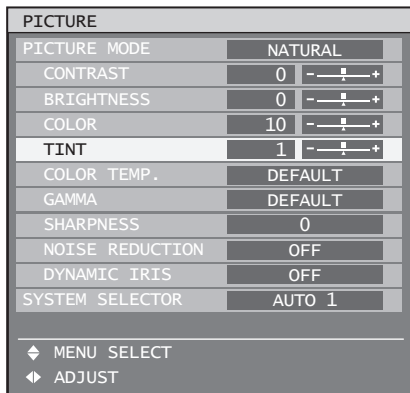 PICTURE
PICTURE MODE NATURAL
CONTRAST 0 - +
BRIGHTNESS 0 - +
COLOR 10 - +
TINT 1 - +
COLOR TEMP. DEFAULT
GAMMA DEFAULT
SHARPNESS 0
NOISE REDUCTION OFF
DYNAMIC IRIS OFF
SYSTEM SELECTOR AUTO 1
MENU SELECT
ADJUST